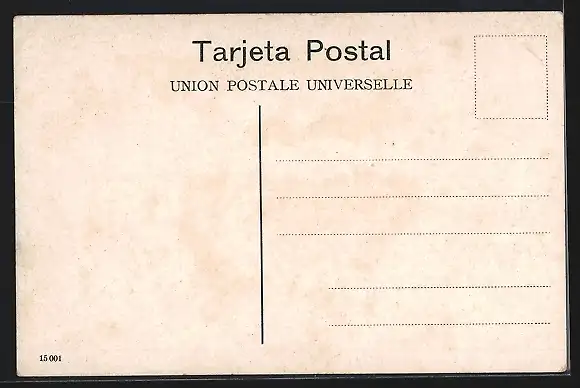 Tarjeta Postal
UNION POSTALE UNIVERSELLE
15 001